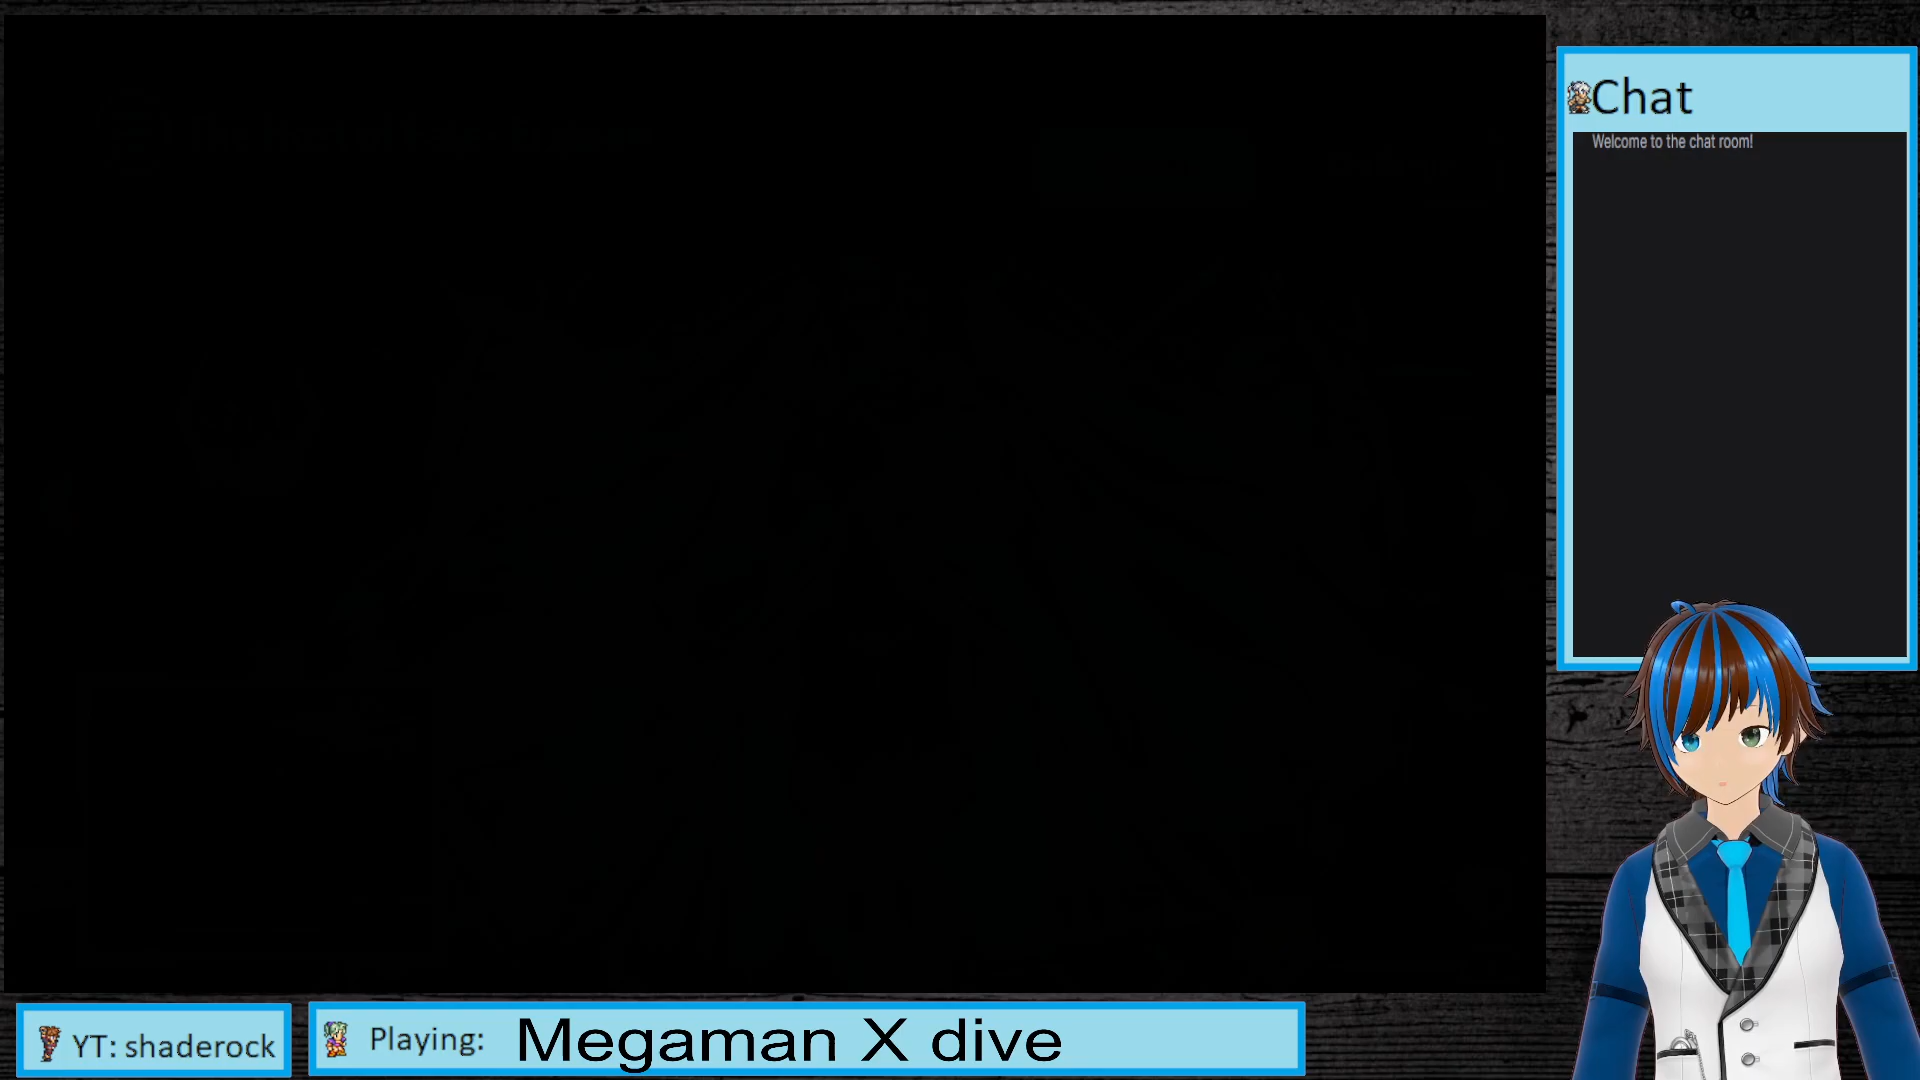 Chat
Welcome to the chat room!
YT: shaderock
Playing: Megaman X dive